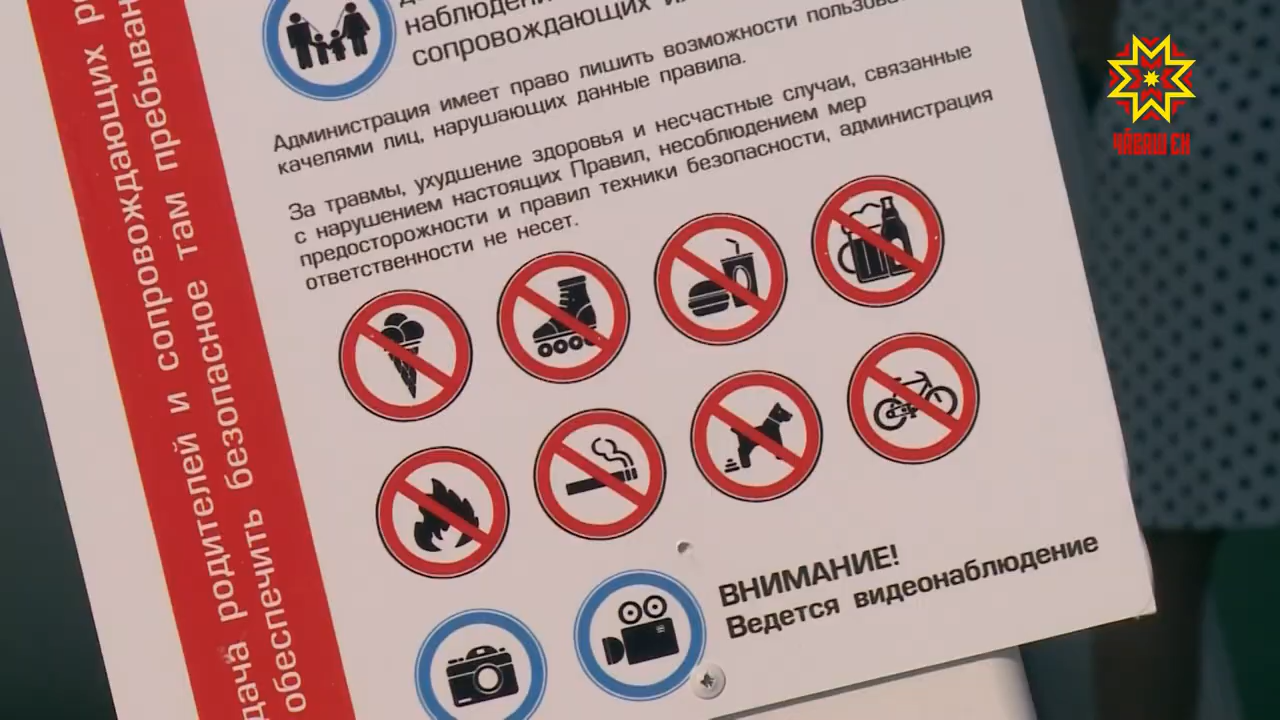 наблюдени
сопровождающих
Администрация имеет право лишить возможности пользов
качелями лиц, нарушающих данные правила.
За травмы, ухудшение здоровья и несчастные случаи, связанные
с нарушением настоящих Правил, несоблюдением мер
предосторожности и правил техники безопасности, администрация
ответственности не несет.
ВНИМАНИЕ!
Ведется видеонаблюдение
дача родителей и сопровождающих
обеспечить безопасное там пребыван
ЧӐВАШ ЕН